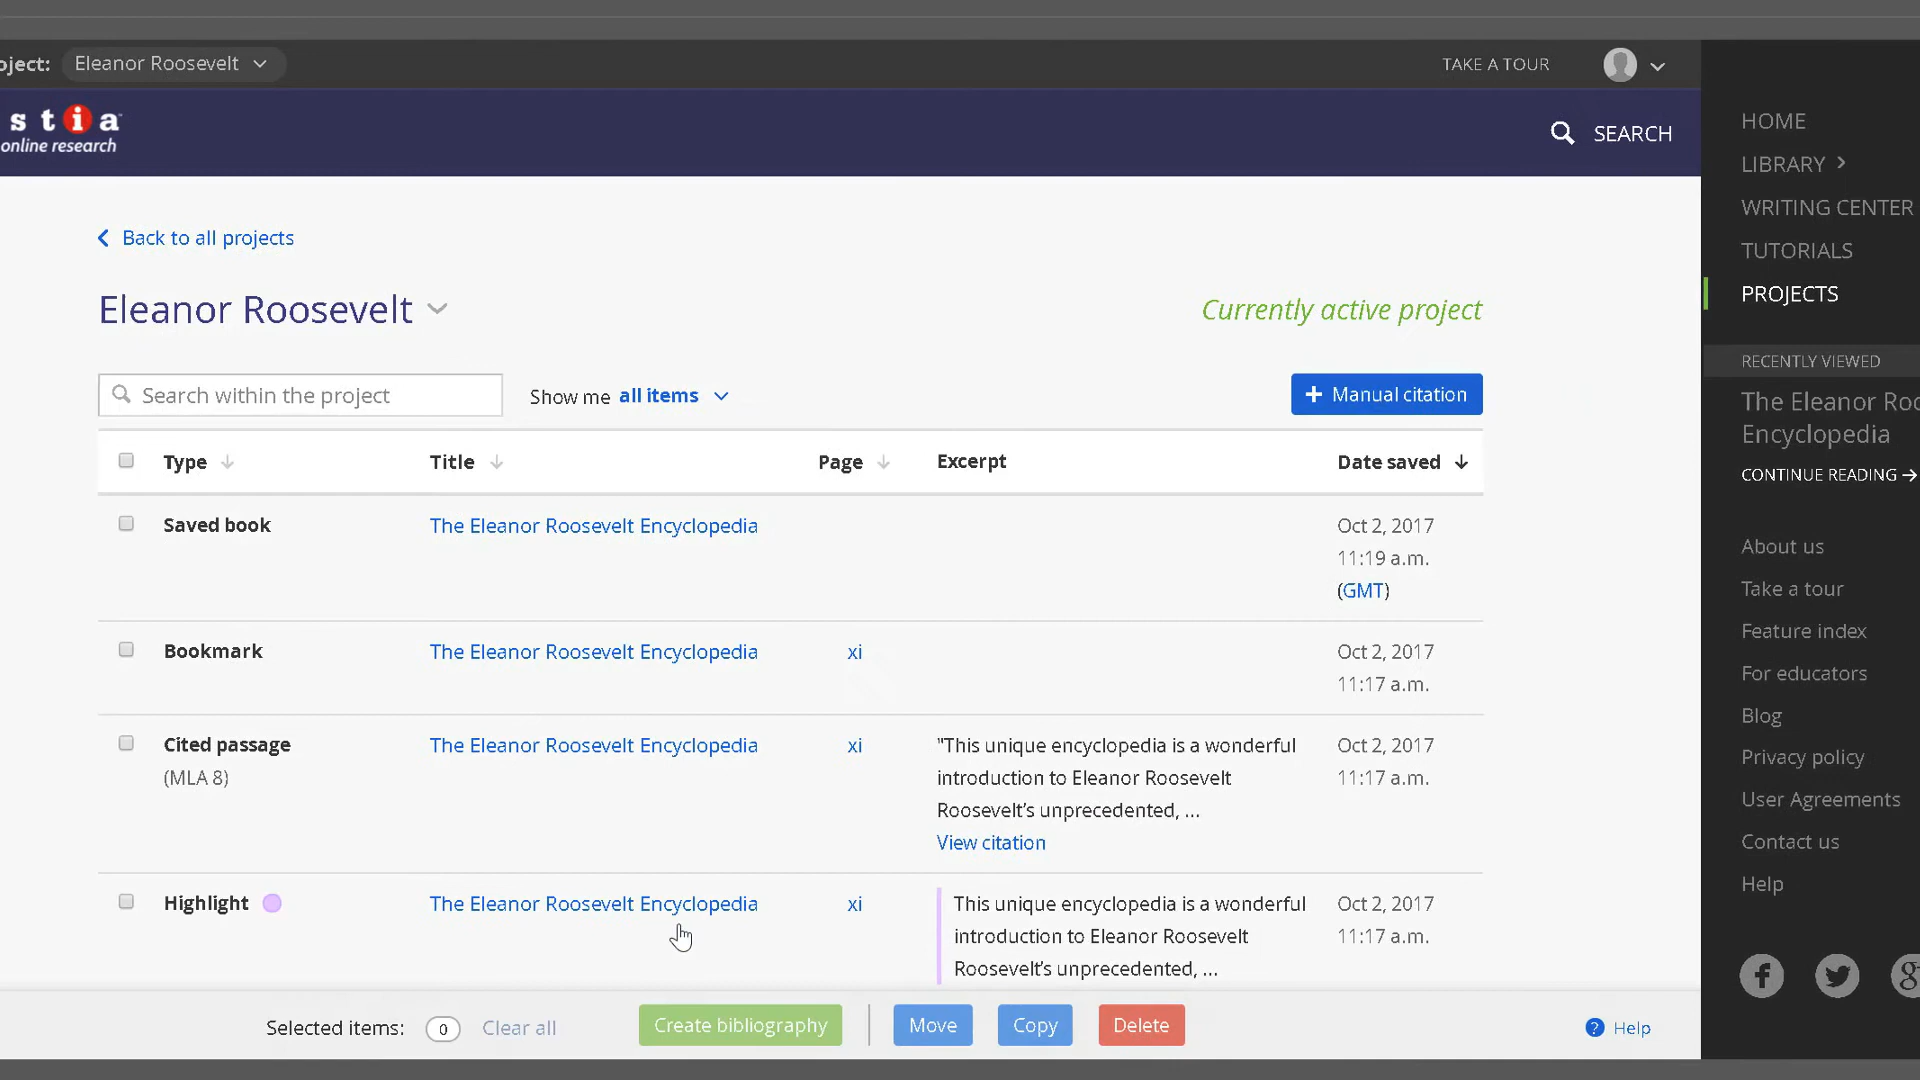 oject: Eleanor Roosevelt
TAKE A TOUR
stia
online research
SEARCH
HOME
LIBRARY
WRITING CENTER
TUTORIALS
PROJECTS
RECENTLY VIEWED
The Eleanor Roo
Encyclopedia
CONTINUE READING
About us
Take a tour
Feature index
For educators
Blog
Privacy policy
User Agreements
Contact us
Help
Back to all projects
Eleanor Roosevelt
Currently active project
Search within the project
Show me all items
+ Manual citation
Type Title Page Excerpt Date saved
Saved book The Eleanor Roosevelt Encyclopedia Oct 2, 2017
11:19 a.m.
(GMT)
Bookmark The Eleanor Roosevelt Encyclopedia xi Oct 2, 2017
11:17 a.m.
Cited passage The Eleanor Roosevelt Encyclopedia xi "This unique encyclopedia is a wonderful Oct 2, 2017
(MLA 8) introduction to Eleanor Roosevelt 11:17 a.m.
Roosevelt's unprecedented, ...
View citation
Highlight The Eleanor Roosevelt Encyclopedia xi This unique encyclopedia is a wonderful Oct 2, 2017
introduction to Eleanor Roosevelt 11:17 a.m.
Roosevelt's unprecedented, ...
Selected items: 0 Clear all Create bibliography Move Copy Delete ? Help